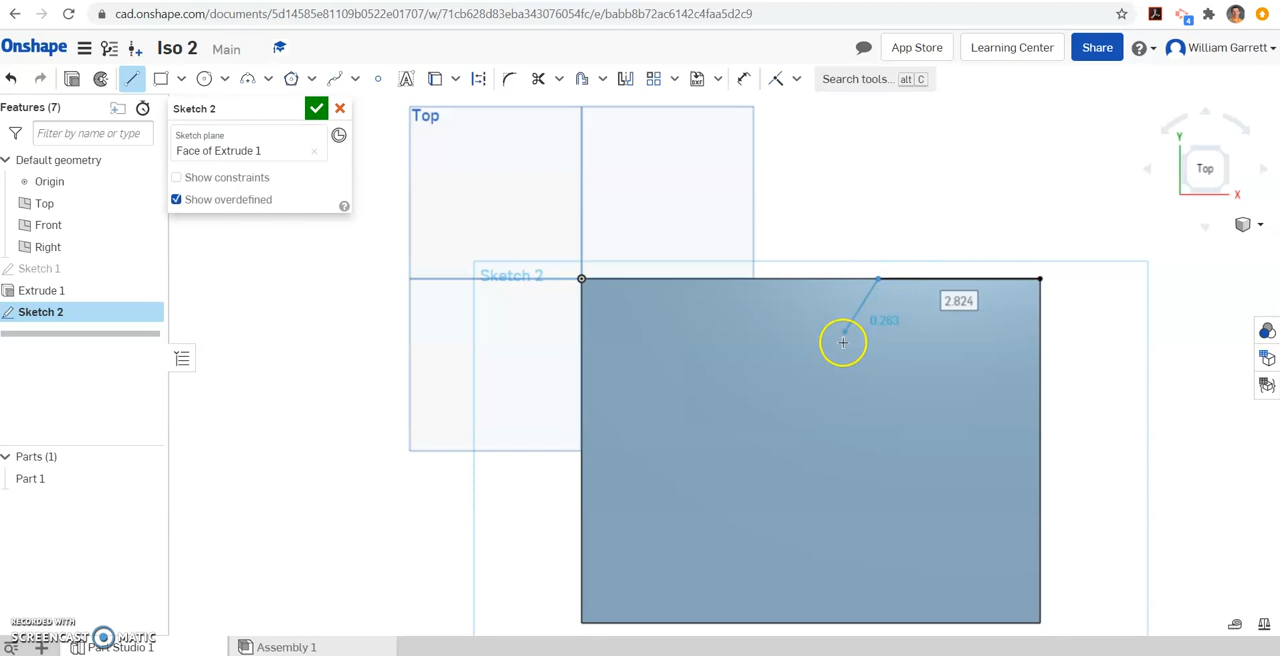 cad.onshape.com/documents/5d14585e81109b0522e01707/w/71cb628d83eba343076054fc/e/babb8b72ac6142c4faa5d2c9
4
Onshape
Iso 2
Main
App Store
Learning Center
Share
William Garrett
Search tools...
alt
C
Features (7)
Sketch 2
Filter by name or type
Sketch plane
Face of Extrude 1
Show constraints
Show overdefined
Default geometry
Origin
Top
Front
Right
Sketch 1
Extrude 1
Sketch 2
Parts (1)
Part 1
Top
Sketch 2
2.824
0.263
Y
Top
X
RECORDED WITH
SCREENCAST MATIC
Part Studio 1
Assembly 1